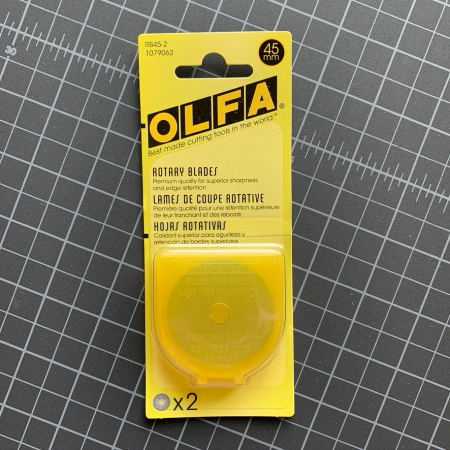 RB45-2
1079062
45
mm
OLFA®
Best made cutting tools in the world.®
ROTARY BLADES
Premium quality for superior sharpness
and edge retention
LAMES DE COUPE ROTATIVE
Première qualité pour une rétention supérieure
de leur tranchant et des rebords
HOJAS ROTATIVAS
Calidad superior para agudeza y
retención de bordes superiores
x2
30
2